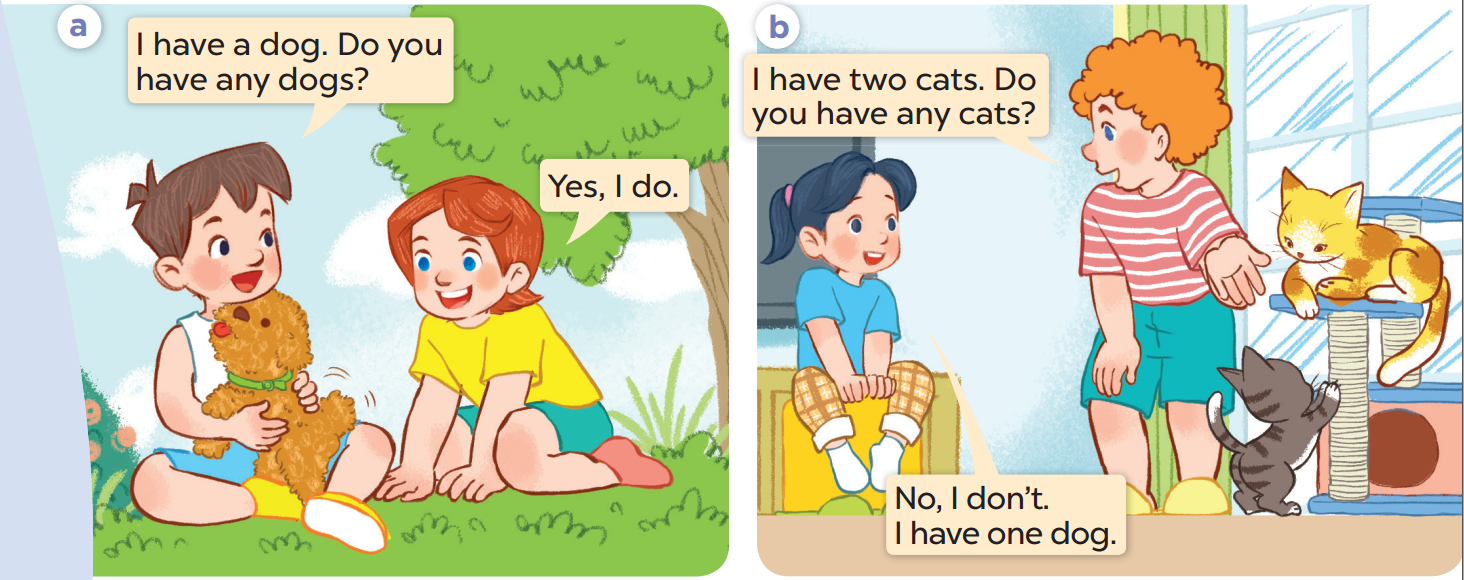 a
I have a dog. Do you
have any dogs?
Yes, I do.
b
I have two cats. Do
you have any cats?
No, I don’t.
I have one dog.